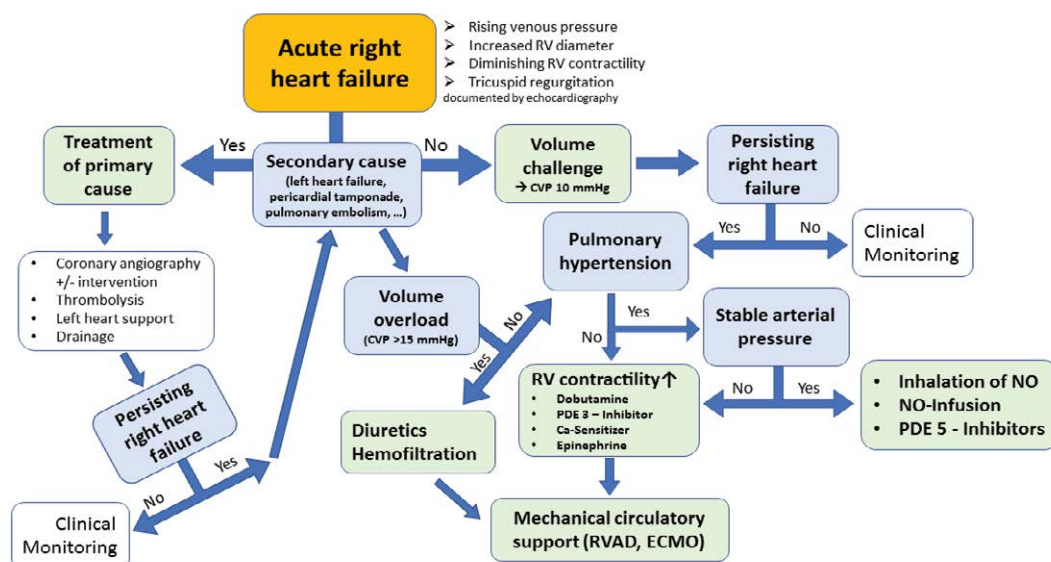 Acute right
heart failure
➢ Rising venous pressure
➢ Increased RV diameter
➢ Diminishing RV contractility
➢ Tricuspid regurgitation
documented by echocardiography
Treatment
of primary
cause
Yes
Secondary cause
(left heart failure,
pericardial tamponade,
pulmonary embolism, ...)
No
Volume
challenge
→ CVP 10 mmHg
Persisting
right heart
failure
Yes
No
Clinical
Monitoring
• Coronary angiography
+/- intervention
• Thrombolysis
• Left heart support
• Drainage
Volume
overload
(CVP >15 mmHg)
No
Yes
Pulmonary
hypertension
Yes
No
Stable arterial
pressure
No
Yes
Persisting
right heart
failure
Yes
No
Clinical
Monitoring
Diuretics
Hemofiltration
RV contractility↑
• Dobutamine
• PDE 3 – Inhibitor
• Ca-Sensitizer
• Epinephrine
• Inhalation of NO
• NO-Infusion
• PDE 5 - Inhibitors
Mechanical circulatory
support (RVAD, ECMO)